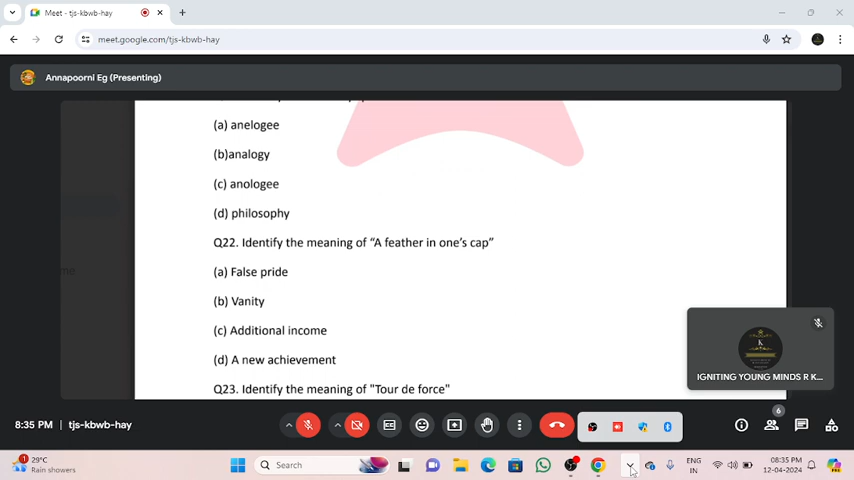 Meet - tjs-kbwb-hay
meet.google.com/tjs-kbwb-hay
Annapoorni Eg (Presenting)
(a) anelogee
(b)analogy
(c) anologee
(d) philosophy
Q22. Identify the meaning of “A feather in one’s cap”
me.
(a) False pride
(b) Vanity
(c) Additional income
(d) A new achievement
Q23. Identify the meaning of "Tour de force"
K
IGNITING YOUNG MINDS R K...
8:35 PM | tjs-kbwb-hay
6
29°C
Rain showers
Search
ENG
IN
08:35 PM
12-04-2024